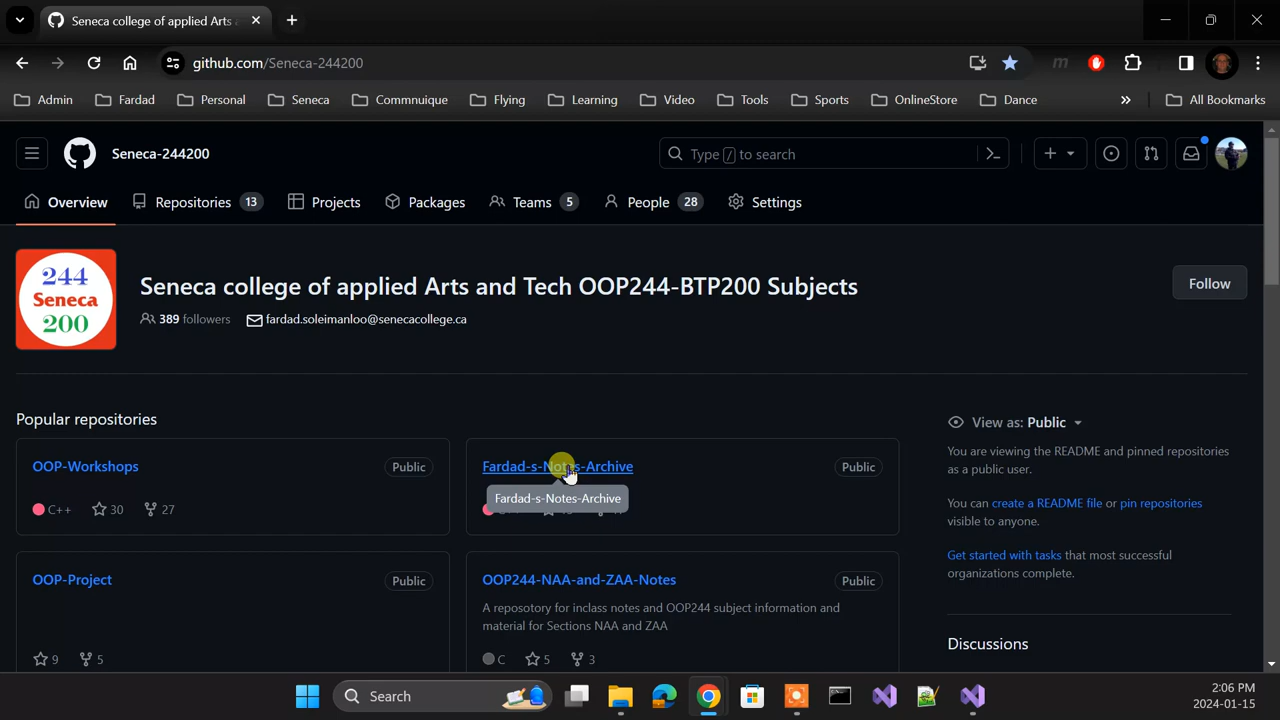 Seneca college of applied Arts
github.com/Seneca-244200
Admin
Fardad
Personal
Seneca
Commnuique
Flying
Learning
Video
Tools
Sports
OnlineStore
Dance
»
All Bookmarks
Seneca-244200
Type / to search
Overview
Repositories 13
Projects
Packages
Teams 5
People 28
Settings
244
Seneca
200
Seneca college of applied Arts and Tech OOP244-BTP200 Subjects
Follow
389 followers
fardad.soleimanloo@senecacollege.ca
Popular repositories
View as: Public
You are viewing the README and pinned repositories
as a public user.
You can create a README file or pin repositories
visible to anyone.
Get started with tasks that most successful
organizations complete.
Discussions
OOP-Workshops
Public
C++
30
27
Fardad-s-Notes-Archive
Public
Fardad-s-Notes-Archive
OOP-Project
Public
9
5
OOP244-NAA-and-ZAA-Notes
Public
A reposotory for inclass notes and OOP244 subject information and
material for Sections NAA and ZAA
C
5
3
Search
2:06 PM
2024-01-15